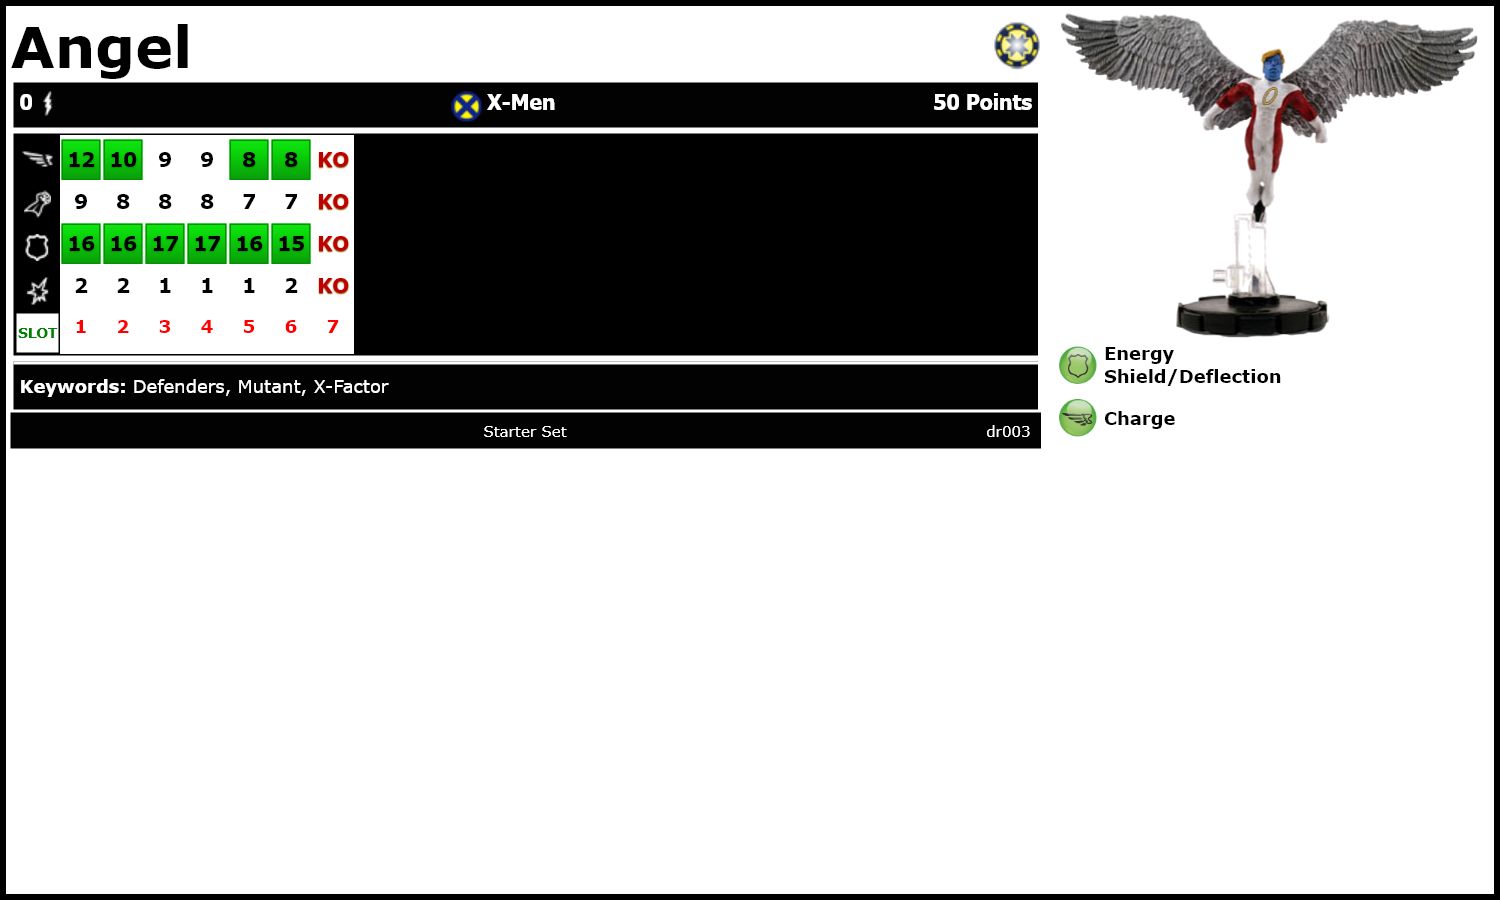 Angel
0 X-Men 50 Points
12 10 9 9 8 8 KO
9 8 8 8 7 7 KO
16 16 17 17 16 15 KO
2 2 1 1 1 2 KO
SLOT 1 2 3 4 5 6 7
Keywords: Defenders, Mutant, X-Factor
Starter Set dr003
Energy
Shield/Deflection
Charge